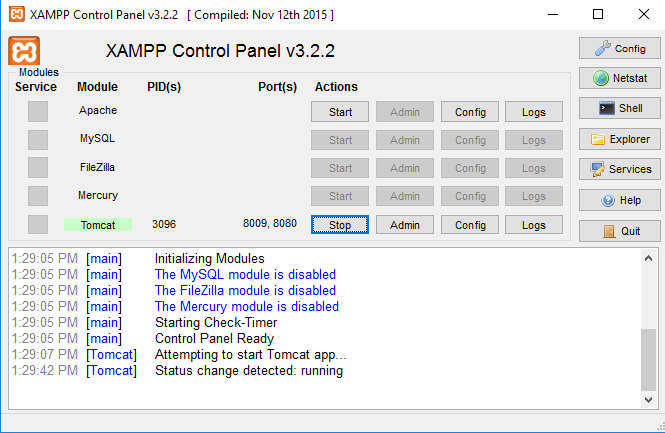 XAMPP Control Panel v3.2.2 [ Compiled: Nov 12th 2015 ]
XAMPP Control Panel v3.2.2
Config
Modules
Service Module PID(s) Port(s) Actions
Netstat
Apache Start Admin Config Logs
Shell
MySQL Start Admin Config Logs
Explorer
FileZilla Start Admin Config Logs
Services
Mercury Start Admin Config Logs
Help
Tomcat 3096 8009, 8080 Stop Admin Config Logs
Quit
1:29:05 PM [main] Initializing Modules
1:29:05 PM [main] The MySQL module is disabled
1:29:05 PM [main] The FileZilla module is disabled
1:29:05 PM [main] The Mercury module is disabled
1:29:05 PM [main] Starting Check-Timer
1:29:05 PM [main] Control Panel Ready
1:29:07 PM [Tomcat] Attempting to start Tomcat app...
1:29:42 PM [Tomcat] Status change detected: running